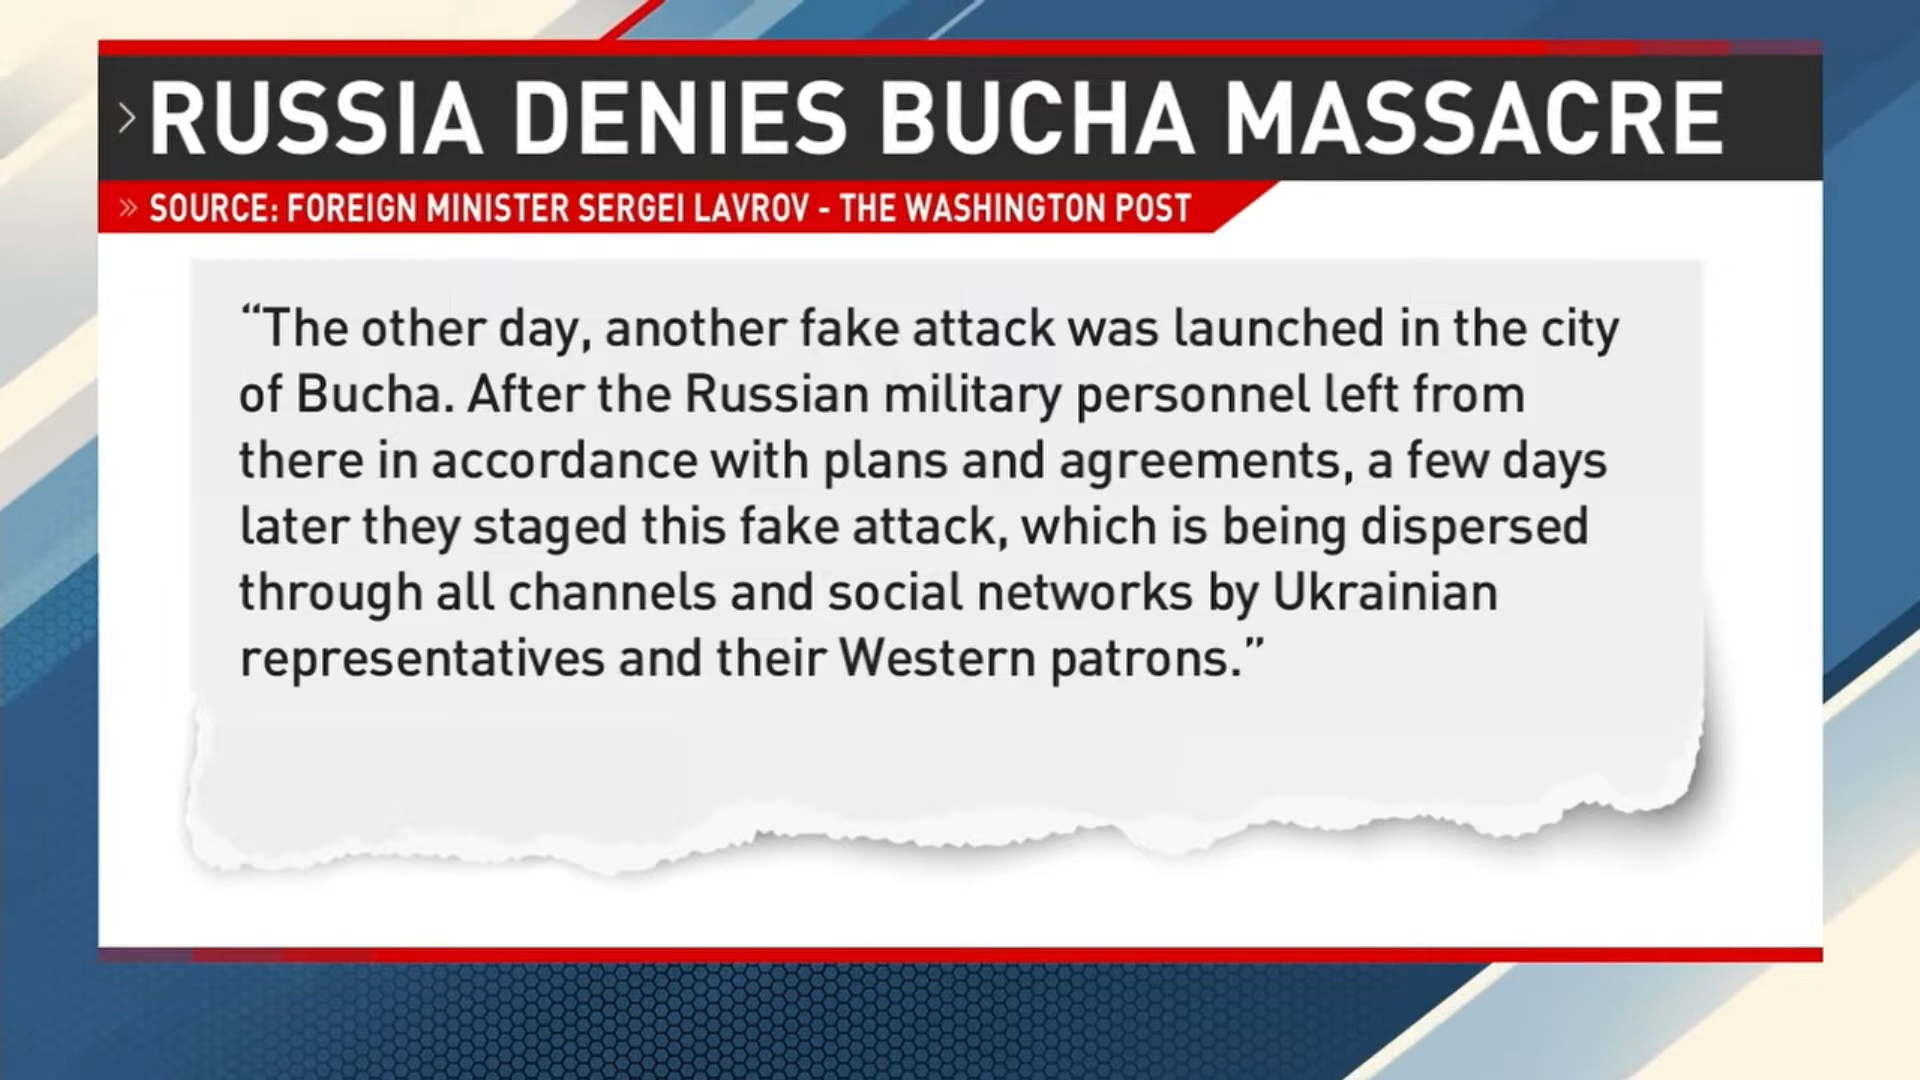 RUSSIA DENIES BUCHA MASSACRE
SOURCE: FOREIGN MINISTER SERGEI LAVROV - THE WASHINGTON POST
“The other day, another fake attack was launched in the city
of Bucha. After the Russian military personnel left from
there in accordance with plans and agreements, a few days
later they staged this fake attack, which is being dispersed
through all channels and social networks by Ukrainian
representatives and their Western patrons.”